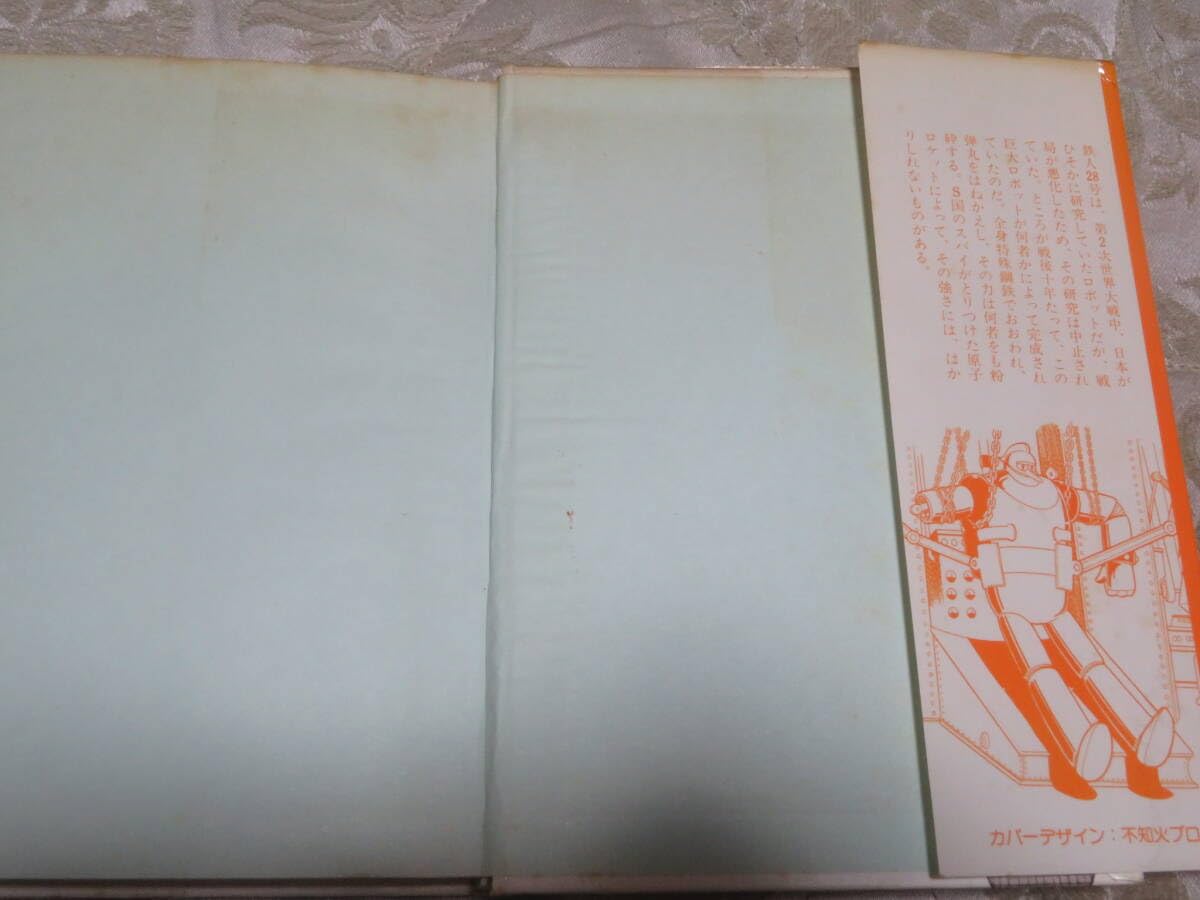 鉄人28号は、第2次世界大戦中、日本が
ひそかに研究していたロボットだが、戦
局が悪化したため、その研究は中止され
ていた。ところが戦後十年たって、この
巨大ロボットが何者かによって完成され
ていたのだ。全身特殊鋼鉄でおおわれ、
弾丸をはねかえし、その力は何者をも粉
砕する。S国のスパイがとりつけた原子
ロケットによって、その強さには、はか
りしれないものがある。
カバーデザイン：不知火プロ